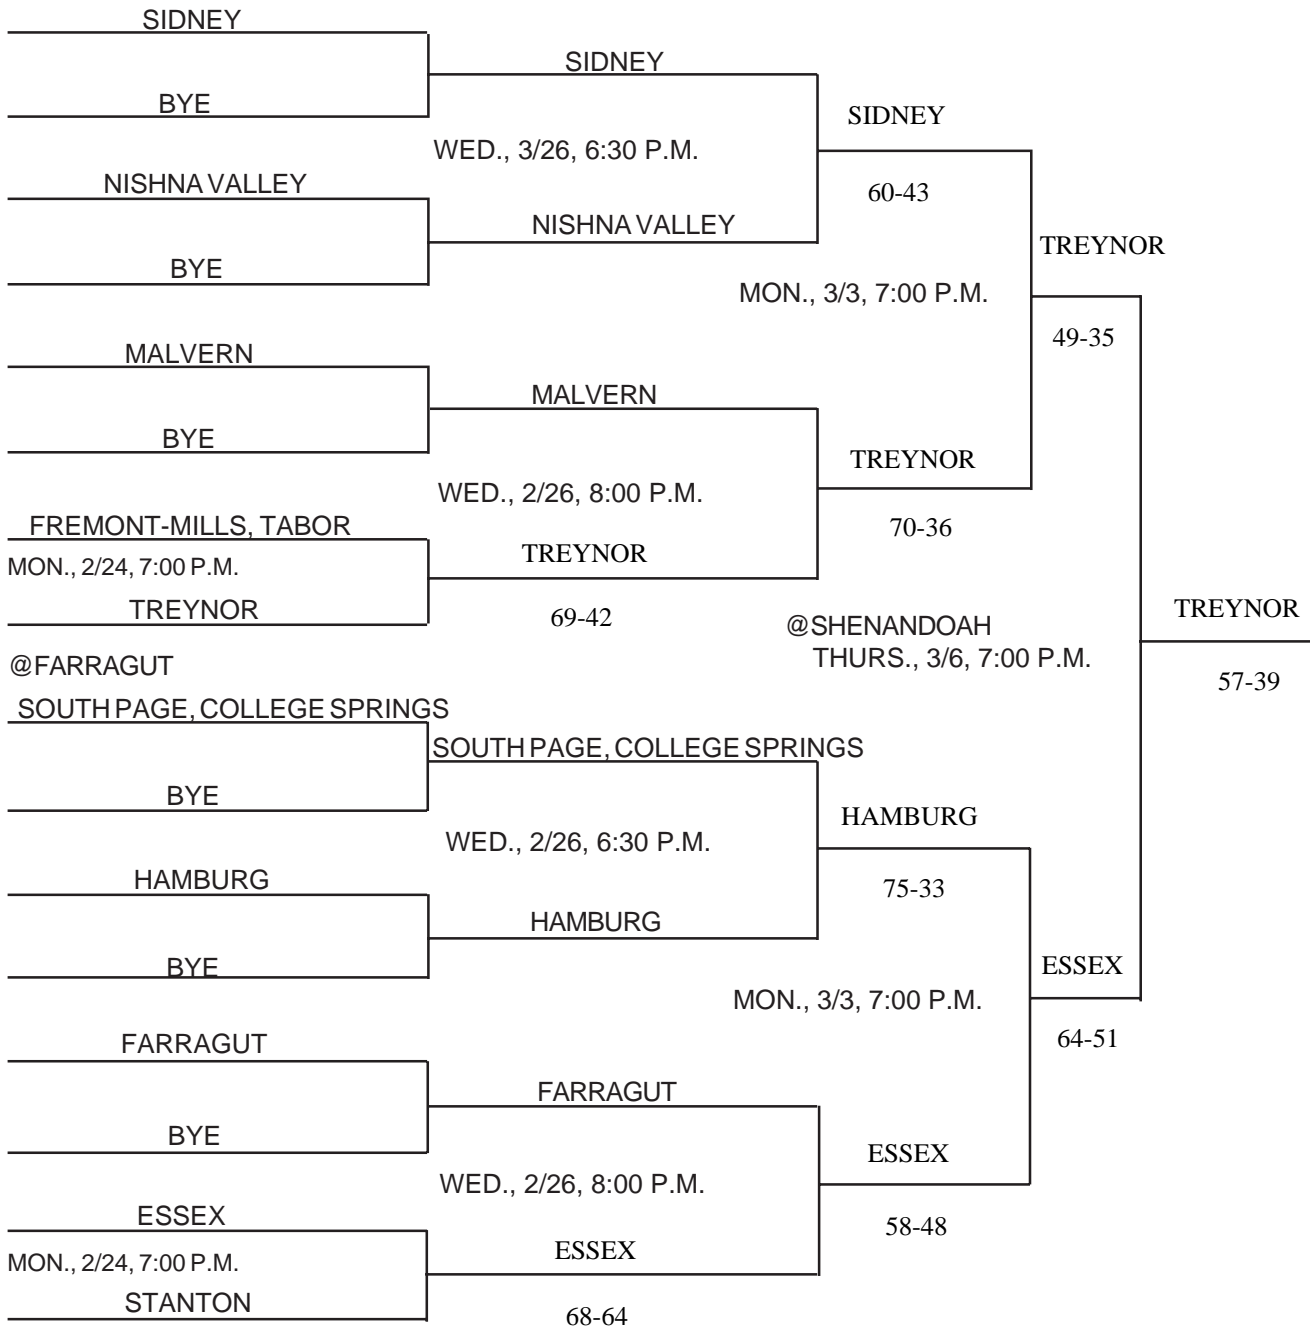 SIDNEY
SIDNEY
BYE
SIDNEY
WED., 3/26, 6:30 P.M.
NISHNA VALLEY
60-43
NISHNA VALLEY
TREYNOR
BYE
MON., 3/3, 7:00 P.M.
49-35
MALVERN
MALVERN
BYE
TREYNOR
WED., 2/26, 8:00 P.M.
FREMONT-MILLS, TABOR
70-36
TREYNOR
MON., 2/24, 7:00 P.M.
TREYNOR
69-42
TREYNOR
@SHENANDOAH
THURS., 3/6, 7:00 P.M.
@FARRAGUT
57-39
SOUTH PAGE, COLLEGE SPRINGS
SOUTH PAGE, COLLEGE SPRINGS
BYE
HAMBURG
WED., 2/26, 6:30 P.M.
HAMBURG
75-33
HAMBURG
BYE
ESSEX
MON., 3/3, 7:00 P.M.
64-51
FARRAGUT
FARRAGUT
BYE
ESSEX
WED., 2/26, 8:00 P.M.
ESSEX
58-48
ESSEX
MON., 2/24, 7:00 P.M.
STANTON
68-64